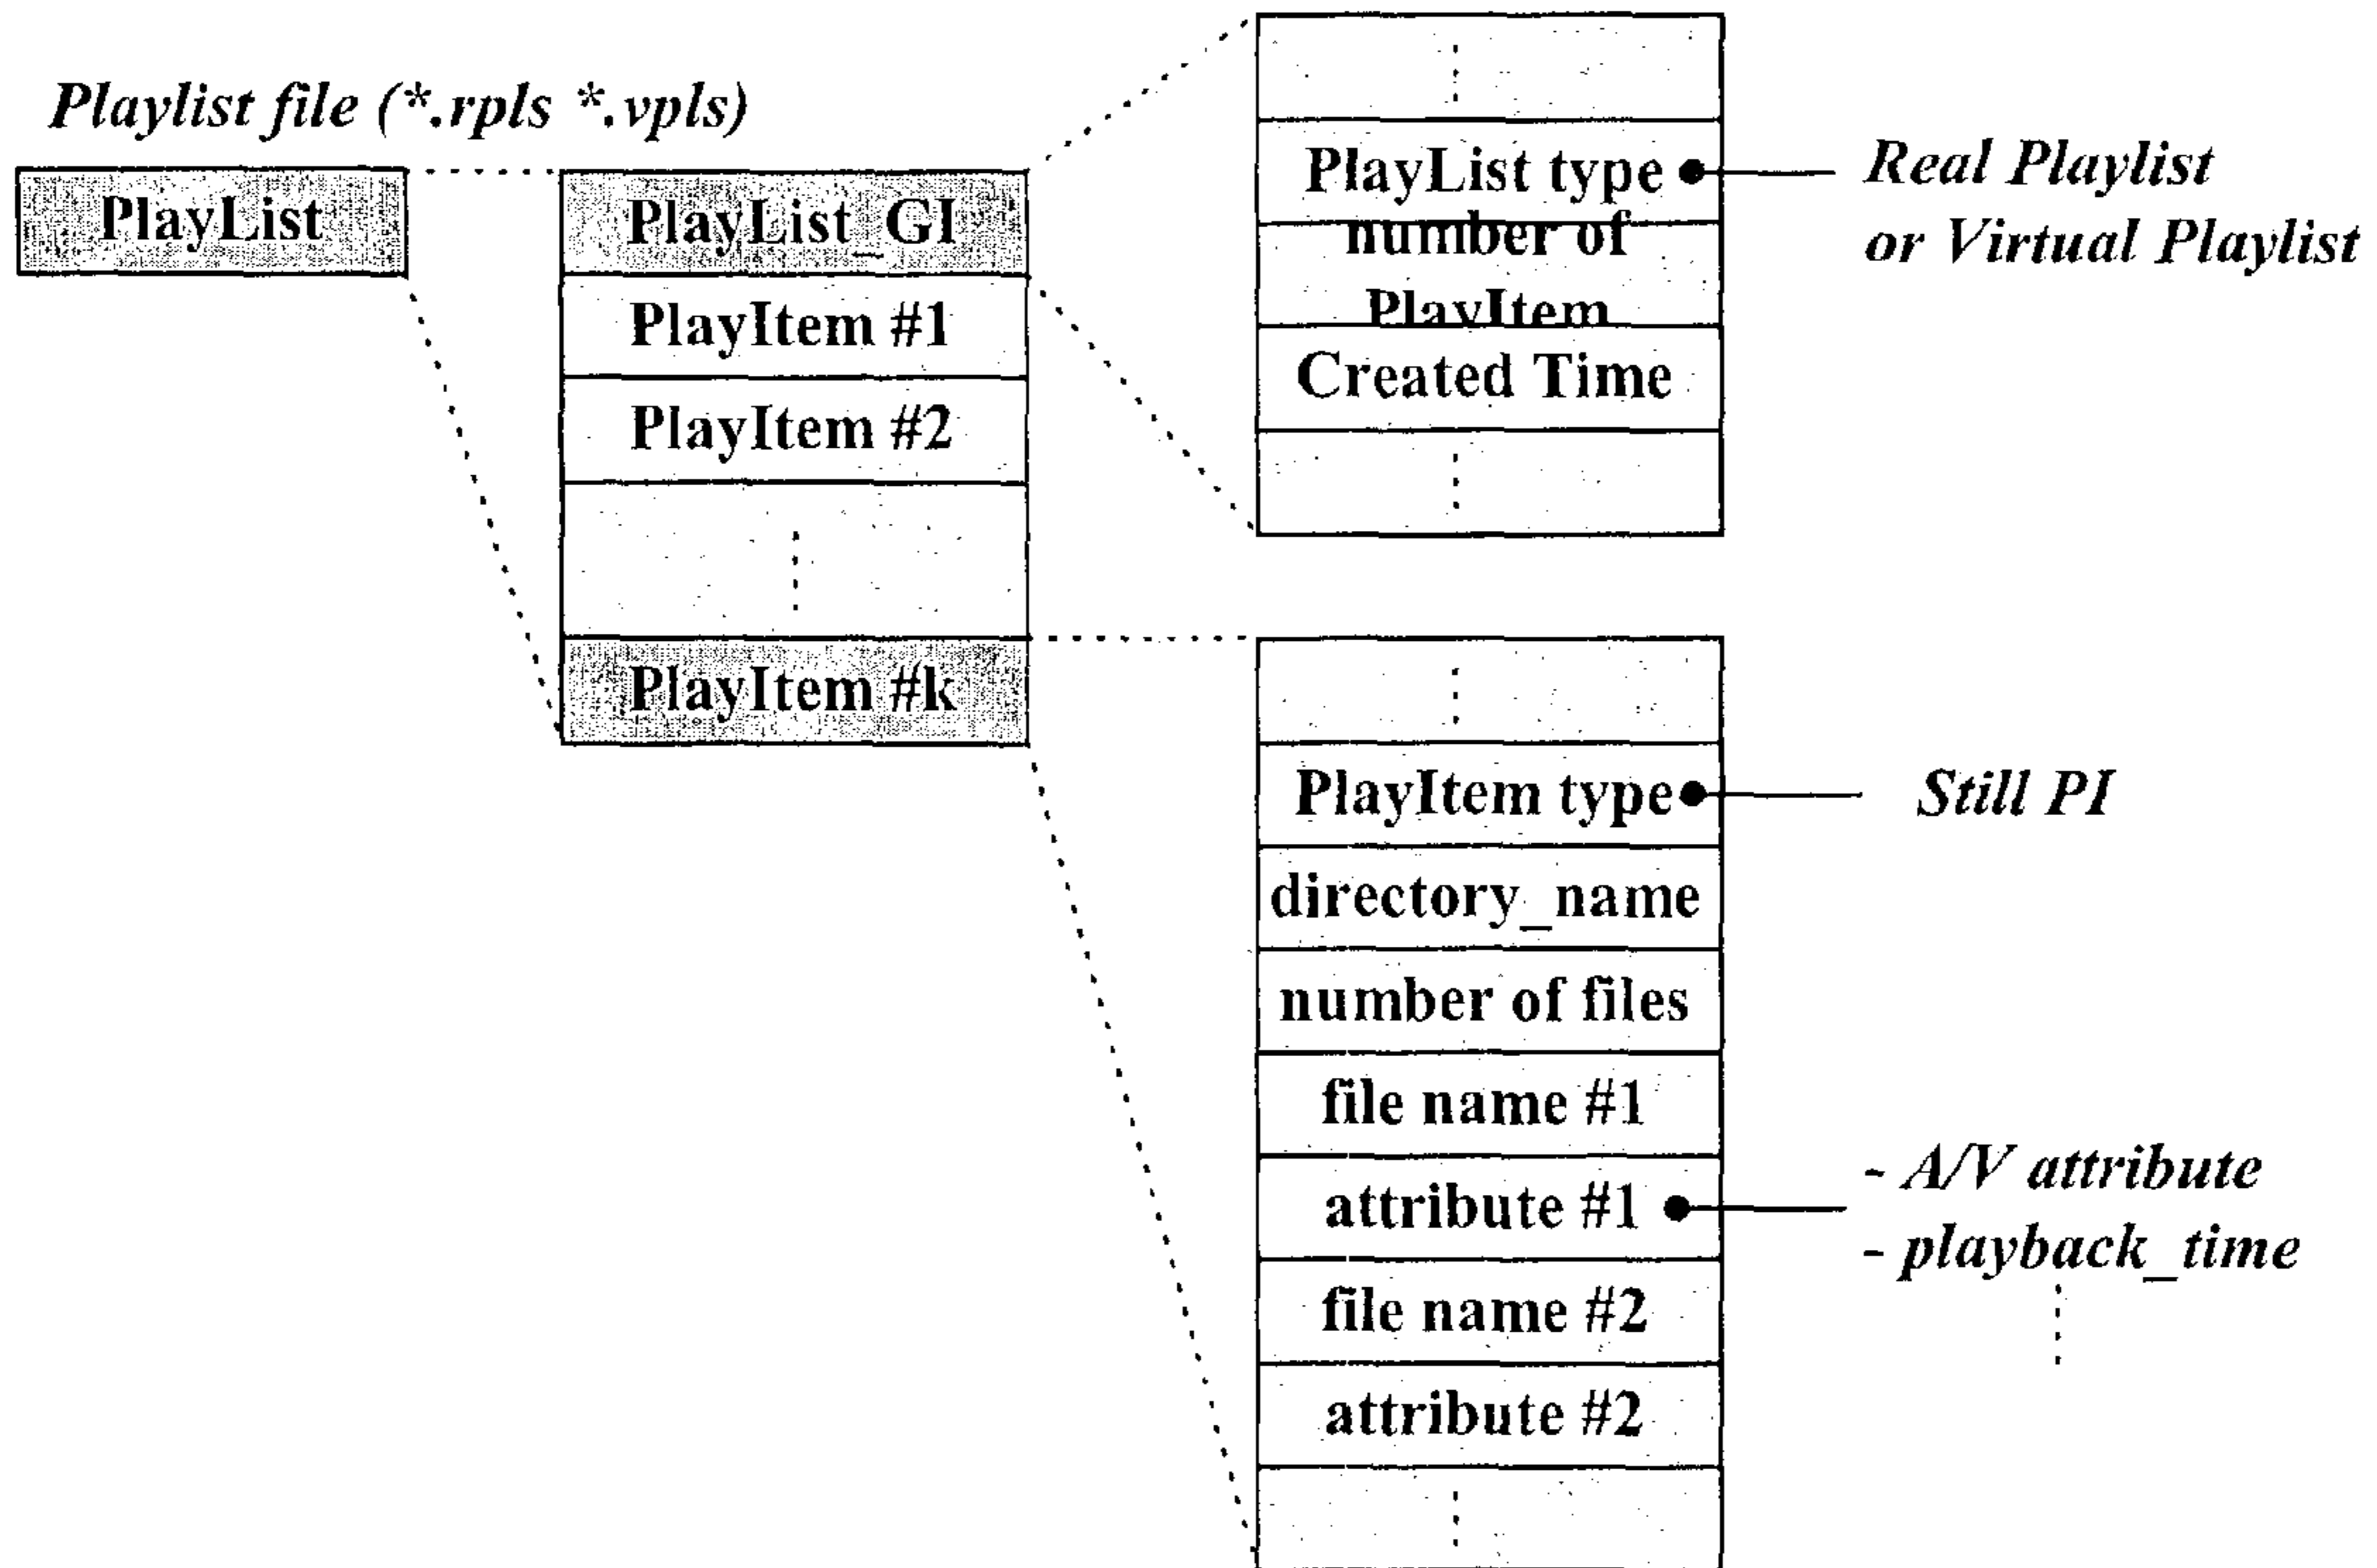 Playlist file (*.rpls *.vpls)
PlayList
PlayList_GI
PlayItem #1
PlayItem #2
PlayItem #k
PlayList type
number of
PlayItem
Created Time
Real Playlist
or Virtual Playlist
PlayItem type
Still PI
directory_name
number of files
file name #1
attribute #1
- A/V attribute
- playback_time
file name #2
attribute #2